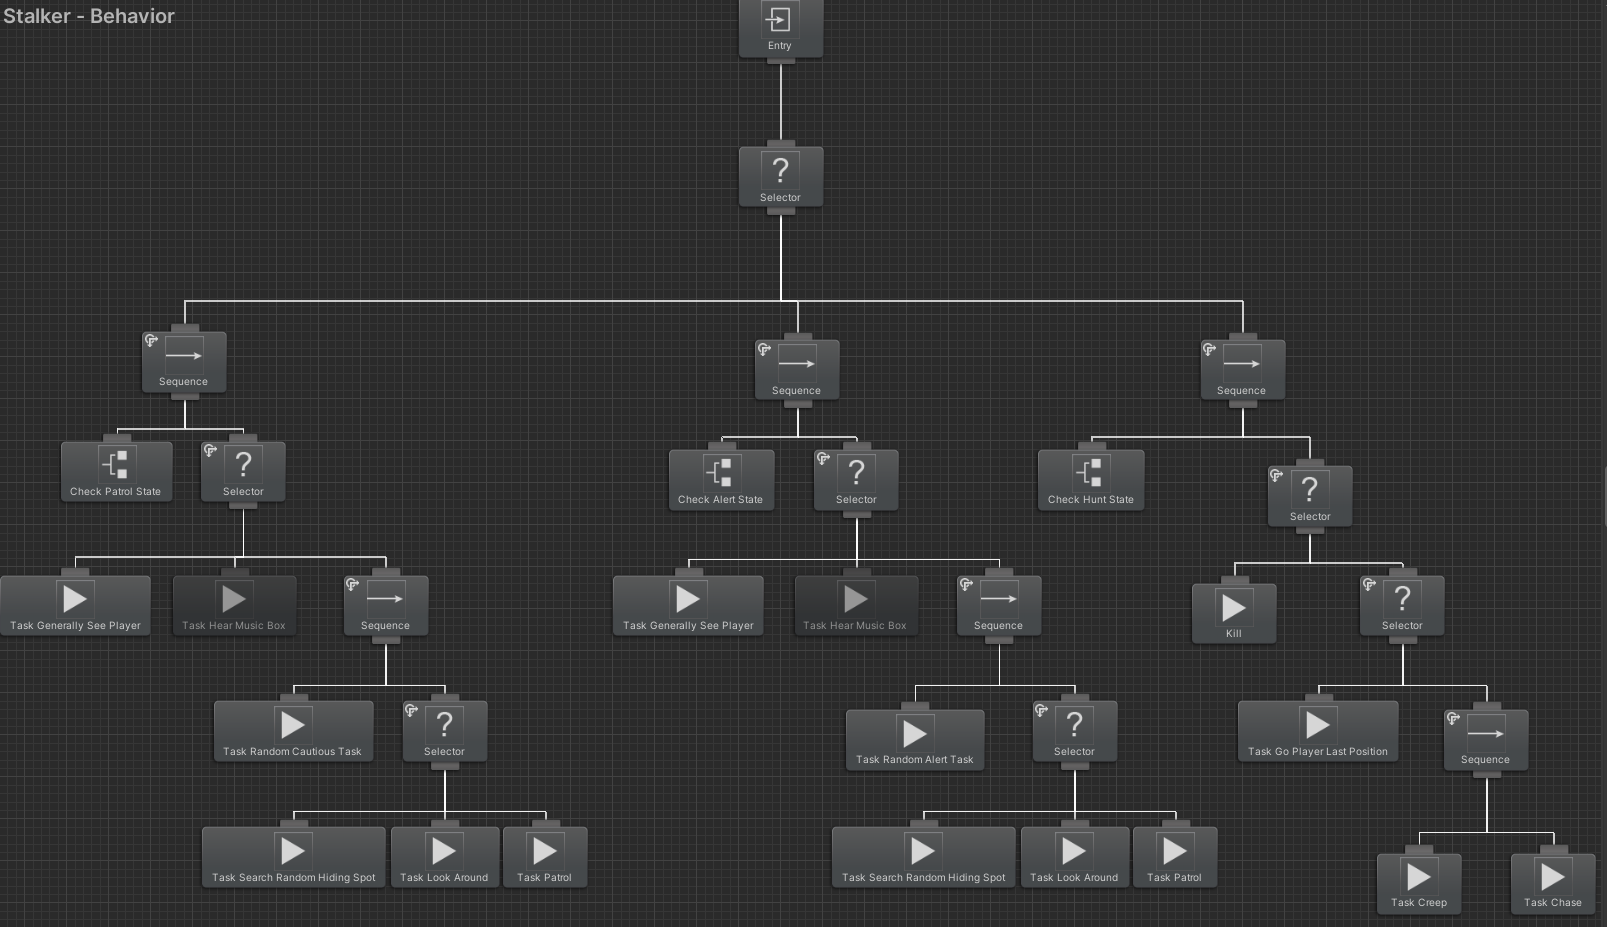 Stalker - Behavior
Entry
?
Selector
Sequence
Sequence
Sequence
Check Patrol State
?
Selector
Check Alert State
?
Selector
Check Hunt State
?
Selector
Task Generally See Player
Task Hear Music Box
Sequence
Task Generally See Player
Task Hear Music Box
Sequence
Kill
?
Selector
Task Random Cautious Task
?
Selector
Task Random Alert Task
?
Selector
Task Go Player Last Position
Sequence
Task Search Random Hiding Spot
Task Look Around
Task Patrol
Task Search Random Hiding Spot
Task Look Around
Task Patrol
Task Creep
Task Chase